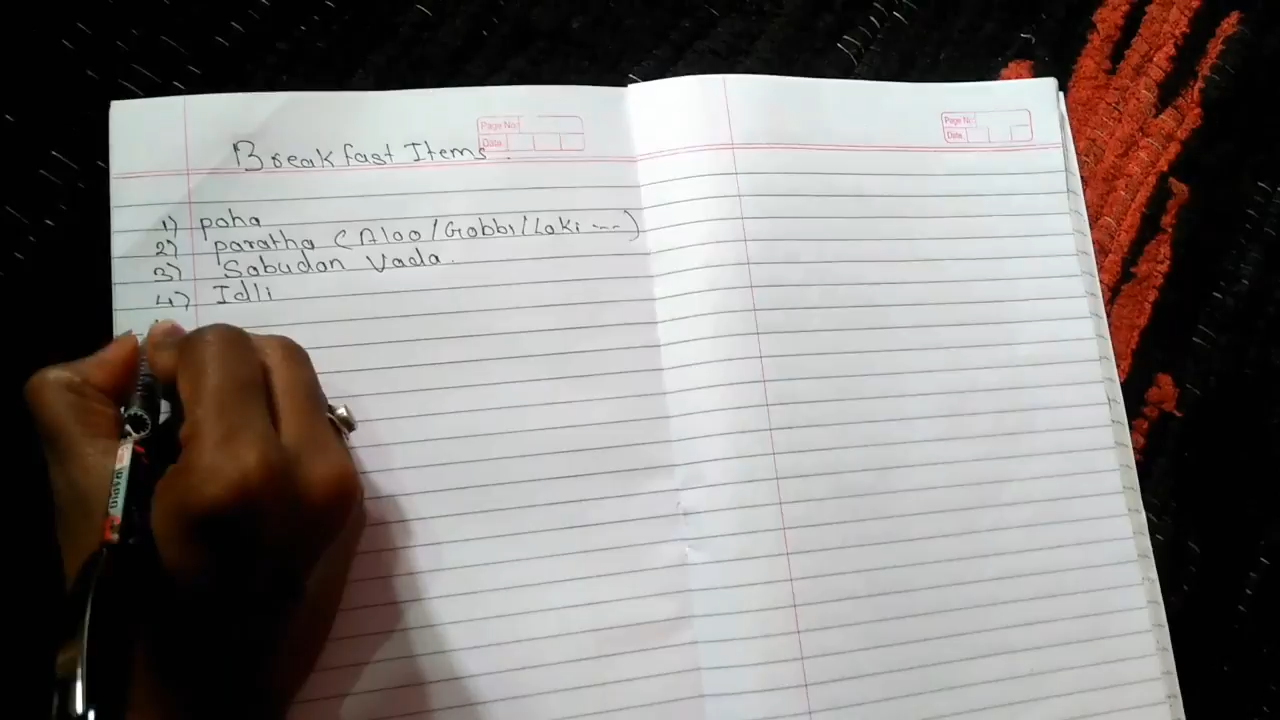 Page No:
Date
Breakfast Items.
1) poha
2) paratha (Aloo/Gobbi/Loki ---)
3) Sabudan Vada.
4) Idli
Page No:
Date